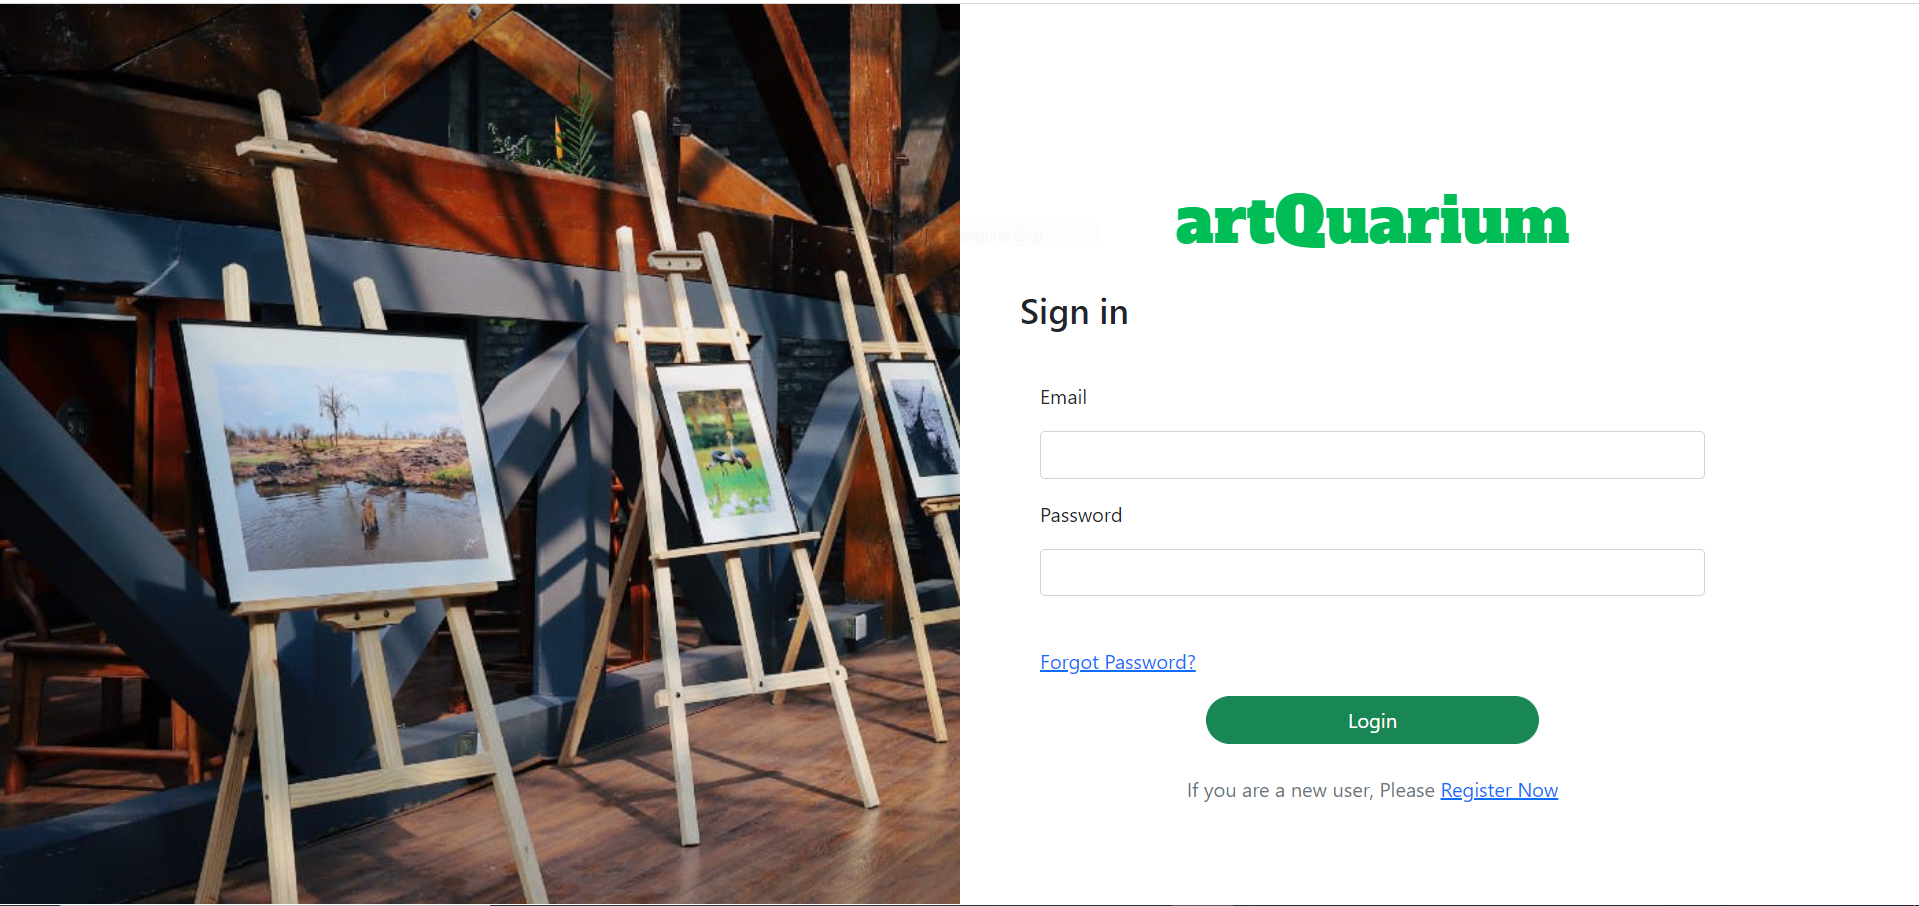 artQuarium
Sign in
Email
Password
Forgot Password?
Login
If you are a new user, Please Register Now